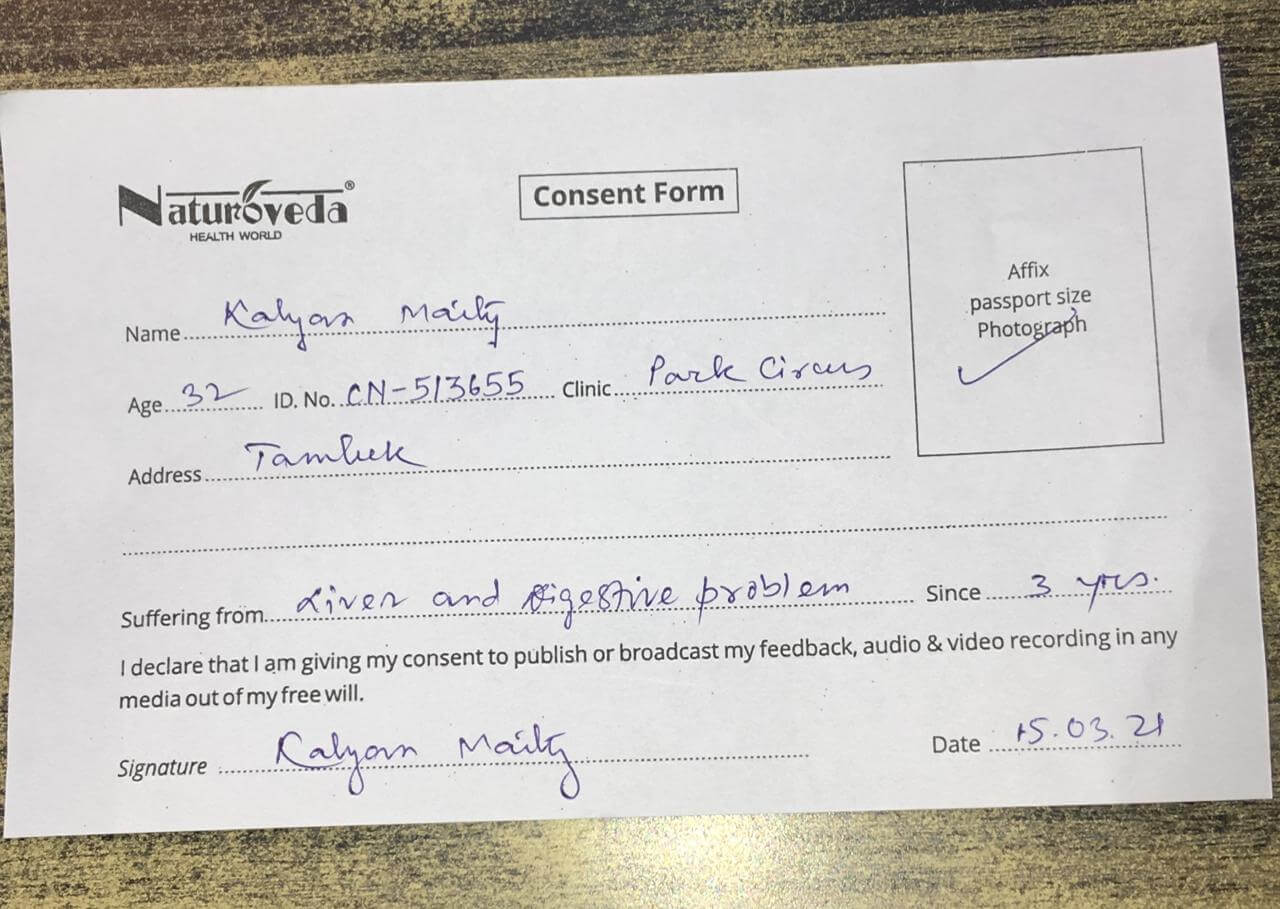 Naturoveda®
HEALTH WORLD
Consent Form
Affix
passport size
Photograph
Name Kalyan Maity
Age 32 ID. No. CN-513655 Clinic Park Circus
Address Tamluk
Suffering from Liver and Digestive problem Since 3 yrs.
I declare that I am giving my consent to publish or broadcast my feedback, audio & video recording in any
media out of my free will.
Signature Kalyan Maity Date 15.03.21